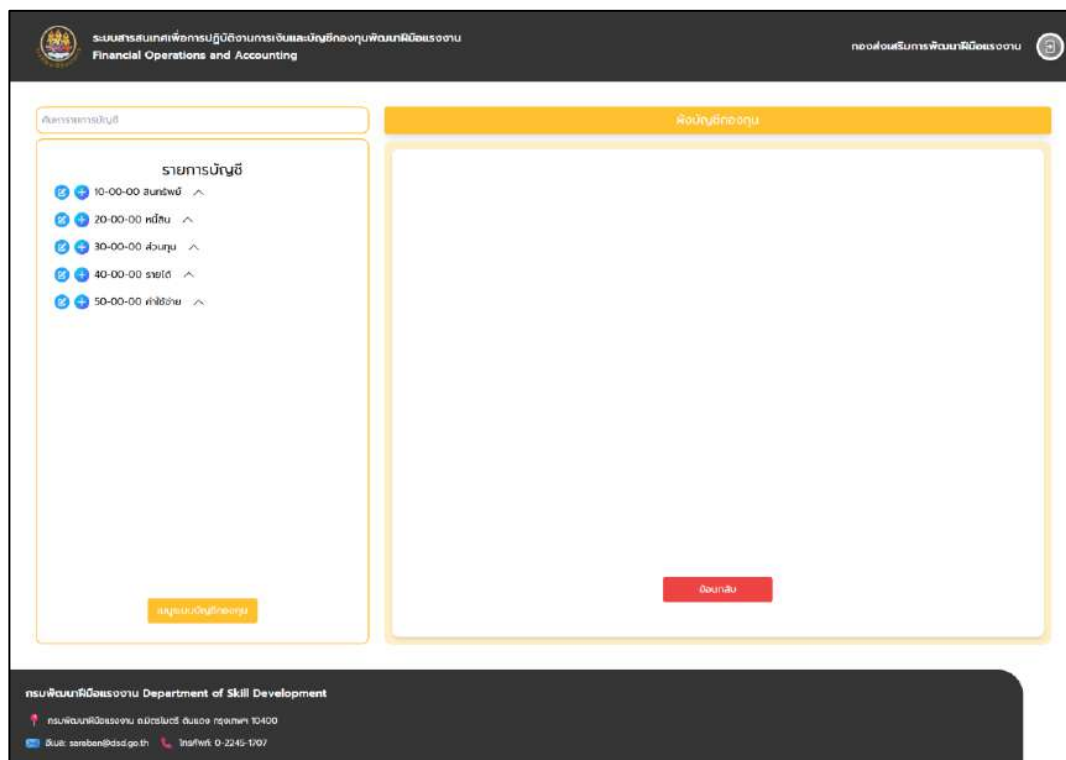 ระบบสารสนเทศเพื่อการปฏิบัติงานการเงินและบัญชีกองทุนพัฒนาฝีมือแรงงาน
Financial Operations and Accounting
กองส่งเสริมการพัฒนาฝีมือแรงงาน
ค้นหารายการบัญชี
ผังบัญชีกองทุน
รายการบัญชี
10-00-00 สินทรัพย์
20-00-00 หนี้สิน
30-00-00 ส่วนทุน
40-00-00 รายได้
50-00-00 ค่าใช้จ่าย
เมนูระบบบัญชีกองทุน
ย้อนกลับ
กรมพัฒนาฝีมือแรงงาน Department of Skill Development
กรมพัฒนาฝีมือแรงงาน ถ.มิตรไมตรี ดินแดง กรุงเทพฯ 10400
อีเมล: saraban@dsd.go.th โทรศัพท์: 0-2245-1707